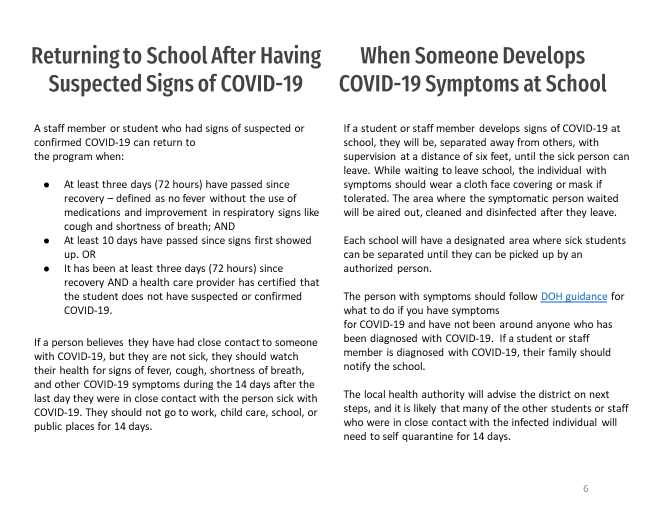 Returning to School After Having
Suspected Signs of COVID-19
A staff member or student who had signs of suspected or
confirmed COVID-19 can return to
the program when:
● At least three days (72 hours) have passed since
recovery – defined as no fever without the use of
medications and improvement in respiratory signs like
cough and shortness of breath; AND
● At least 10 days have passed since signs first showed
up. OR
● It has been at least three days (72 hours) since
recovery AND a health care provider has certified that
the student does not have suspected or confirmed
COVID-19.
If a person believes they have had close contact to someone
with COVID-19, but they are not sick, they should watch
their health for signs of fever, cough, shortness of breath,
and other COVID-19 symptoms during the 14 days after the
last day they were in close contact with the person sick with
COVID-19. They should not go to work, child care, school, or
public places for 14 days.
When Someone Develops
COVID-19 Symptoms at School
If a student or staff member develops signs of COVID-19 at
school, they will be, separated away from others, with
supervision at a distance of six feet, until the sick person can
leave. While waiting to leave school, the individual with
symptoms should wear a cloth face covering or mask if
tolerated. The area where the symptomatic person waited
will be aired out, cleaned and disinfected after they leave.
Each school will have a designated area where sick students
can be separated until they can be picked up by an
authorized person.
The person with symptoms should follow DOH guidance for
what to do if you have symptoms
for COVID-19 and have not been around anyone who has
been diagnosed with COVID-19. If a student or staff
member is diagnosed with COVID-19, their family should
notify the school.
The local health authority will advise the district on next
steps, and it is likely that many of the other students or staff
who were in close contact with the infected individual will
need to self quarantine for 14 days.
6